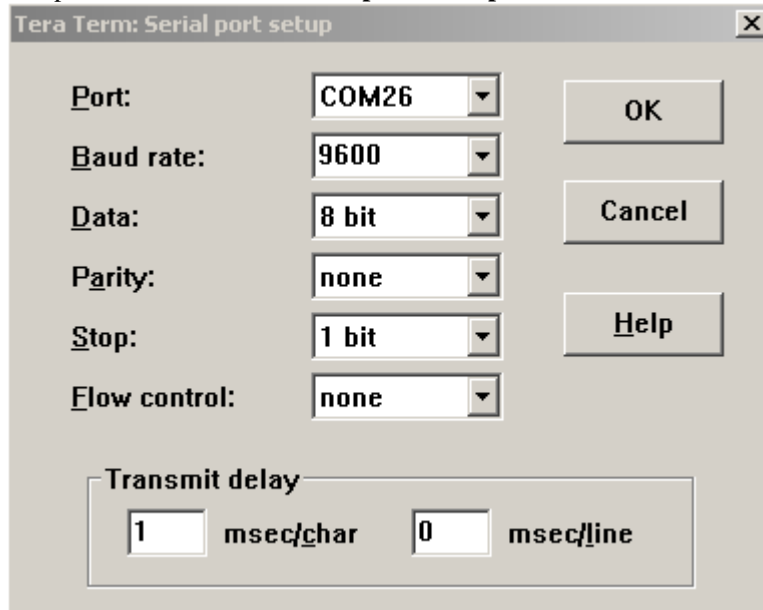 Tera Term: Serial port setup
Port: COM26 OK
Baud rate: 9600
Data: 8 bit Cancel
Parity: none
Stop: 1 bit Help
Flow control: none
Transmit delay
1 msec/char 0 msec/line